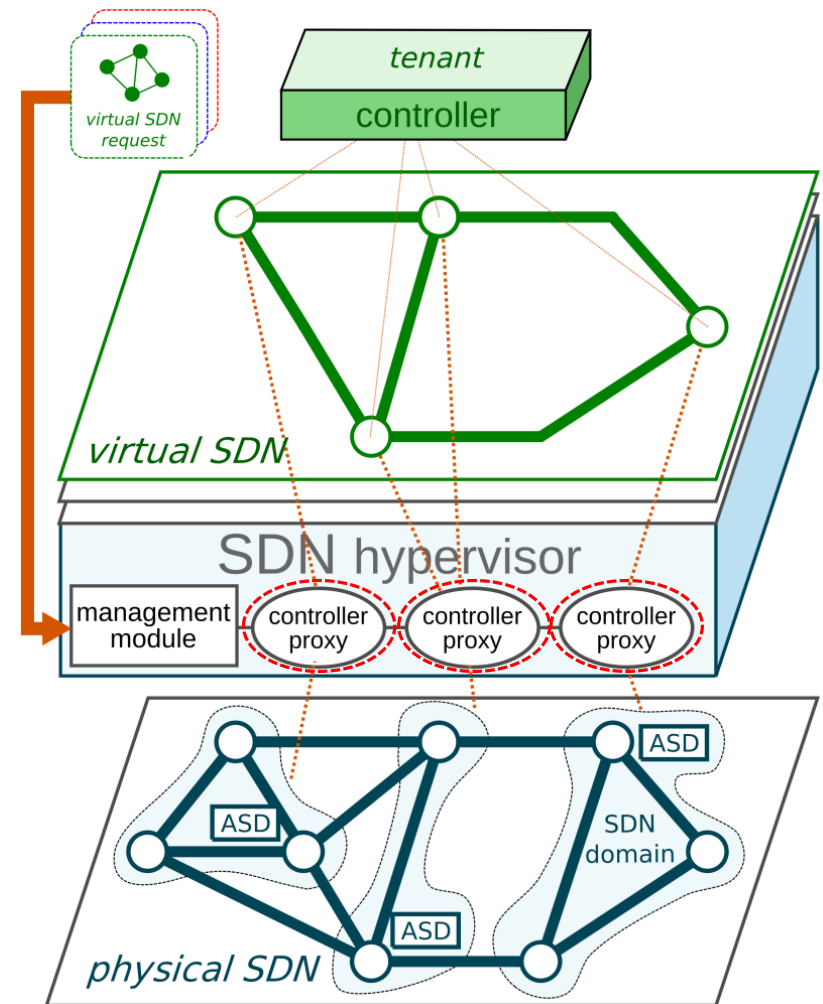 virtual SDN
request
tenant
controller
virtual SDN
SDN hypervisor
management
module
controller
proxy
controller
proxy
controller
proxy
ASD
ASD
SDN
domain
ASD
physical SDN